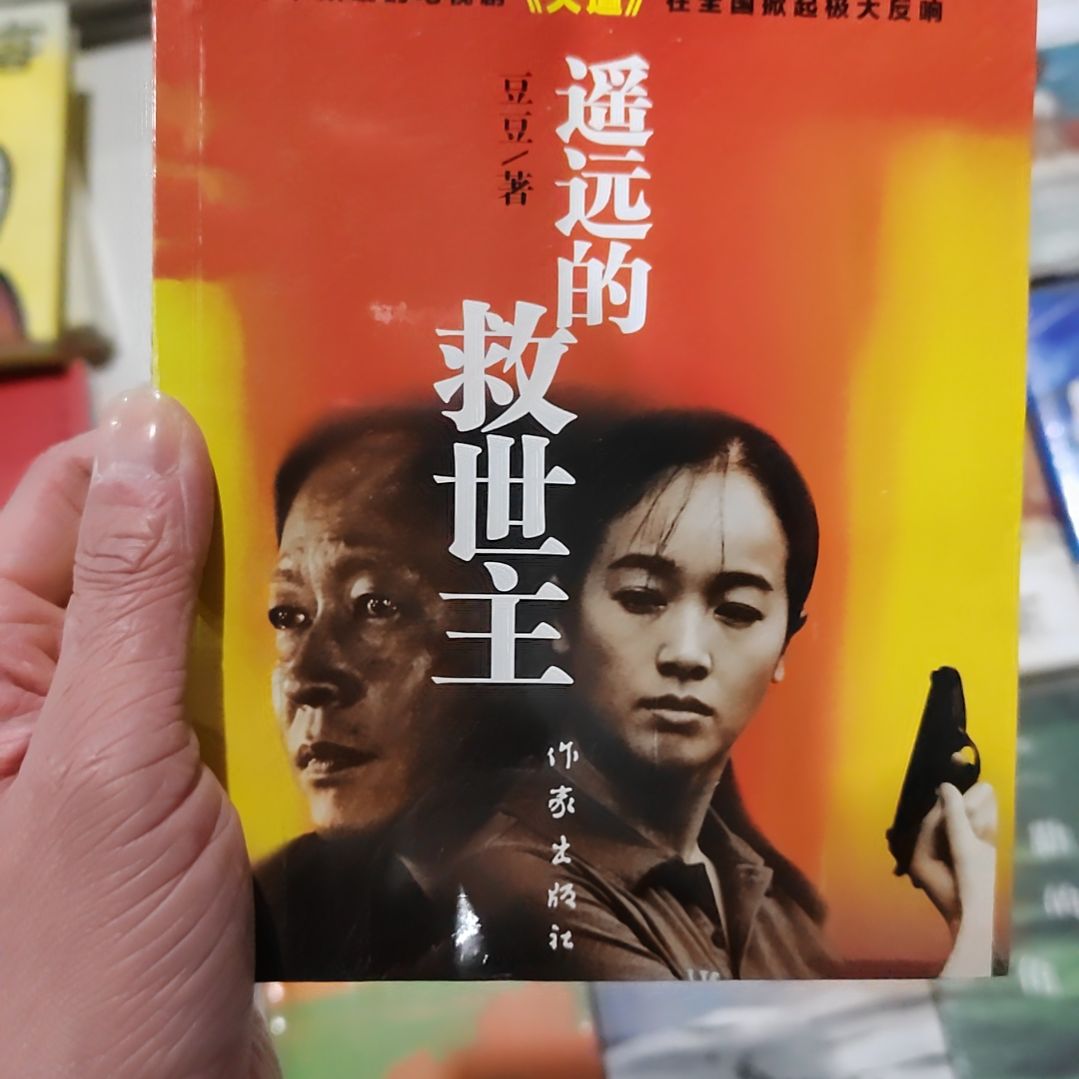 《天道》在全国掀起极大反响
遥远的
救世主
豆豆/著
作家出版社